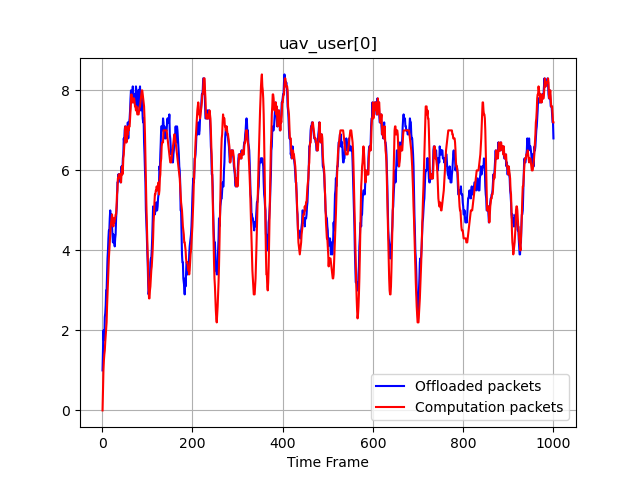 uav_user[0]
8
6
4
2
0
0 200 400 600 800 1000
Time Frame
Offloaded packets
Computation packets